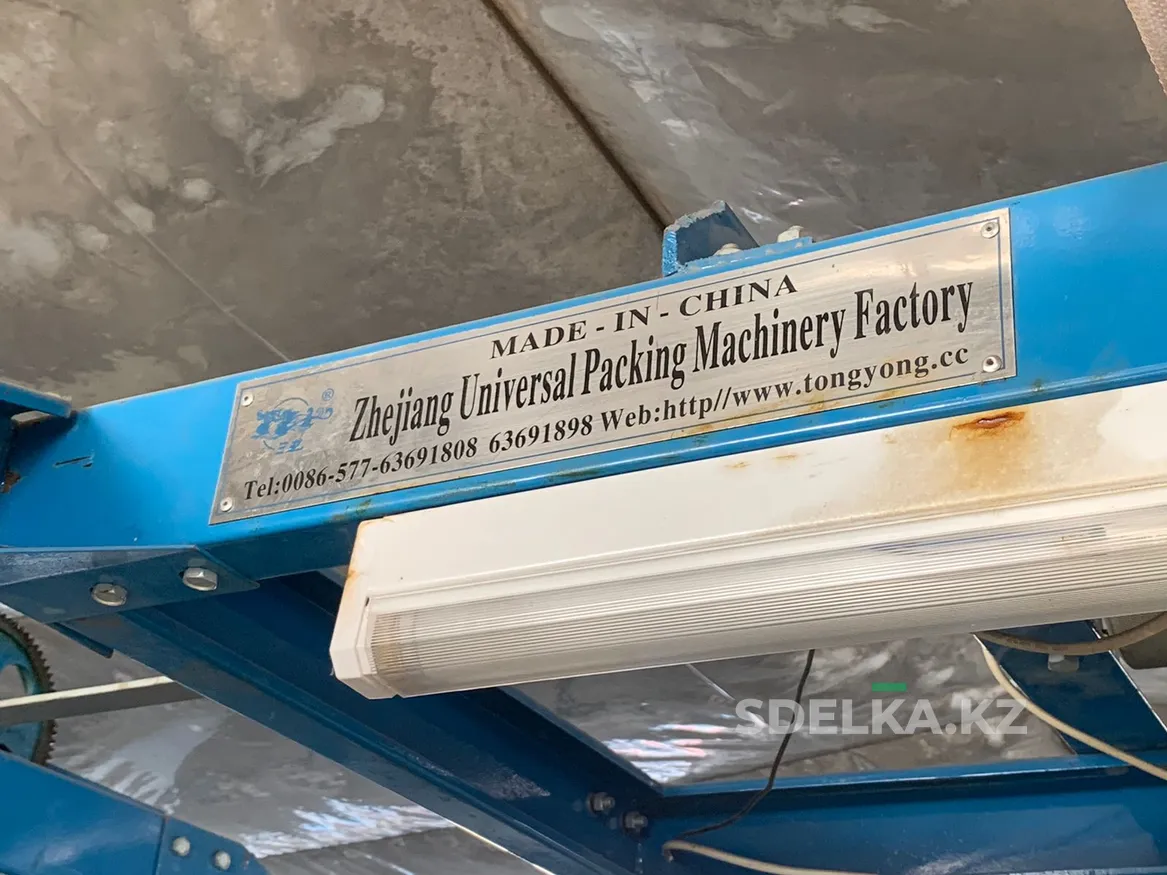 MADE-IN-CHINA
®
Zhejiang Universal Packing Machinery Factory
Tel:0086-577-63691808 63691898 Web:http//www.tongyong.cc
SDELKA.KZ